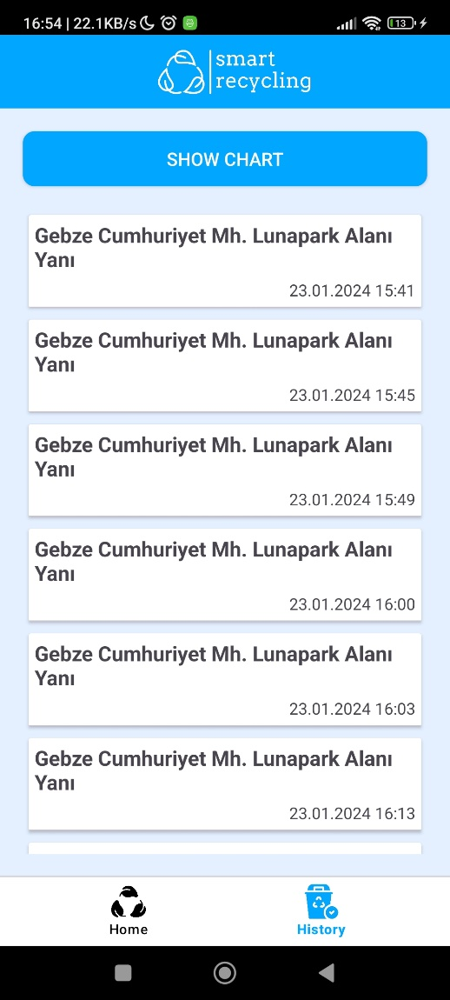 16:54 | 22.1KB/s
13
smart
recycling
SHOW CHART
Gebze Cumhuriyet Mh. Lunapark Alanı
Yanı
23.01.2024 15:41
Gebze Cumhuriyet Mh. Lunapark Alanı
Yanı
23.01.2024 15:45
Gebze Cumhuriyet Mh. Lunapark Alanı
Yanı
23.01.2024 15:49
Gebze Cumhuriyet Mh. Lunapark Alanı
Yanı
23.01.2024 16:00
Gebze Cumhuriyet Mh. Lunapark Alanı
Yanı
23.01.2024 16:03
Gebze Cumhuriyet Mh. Lunapark Alanı
Yanı
23.01.2024 16:13
Home
History